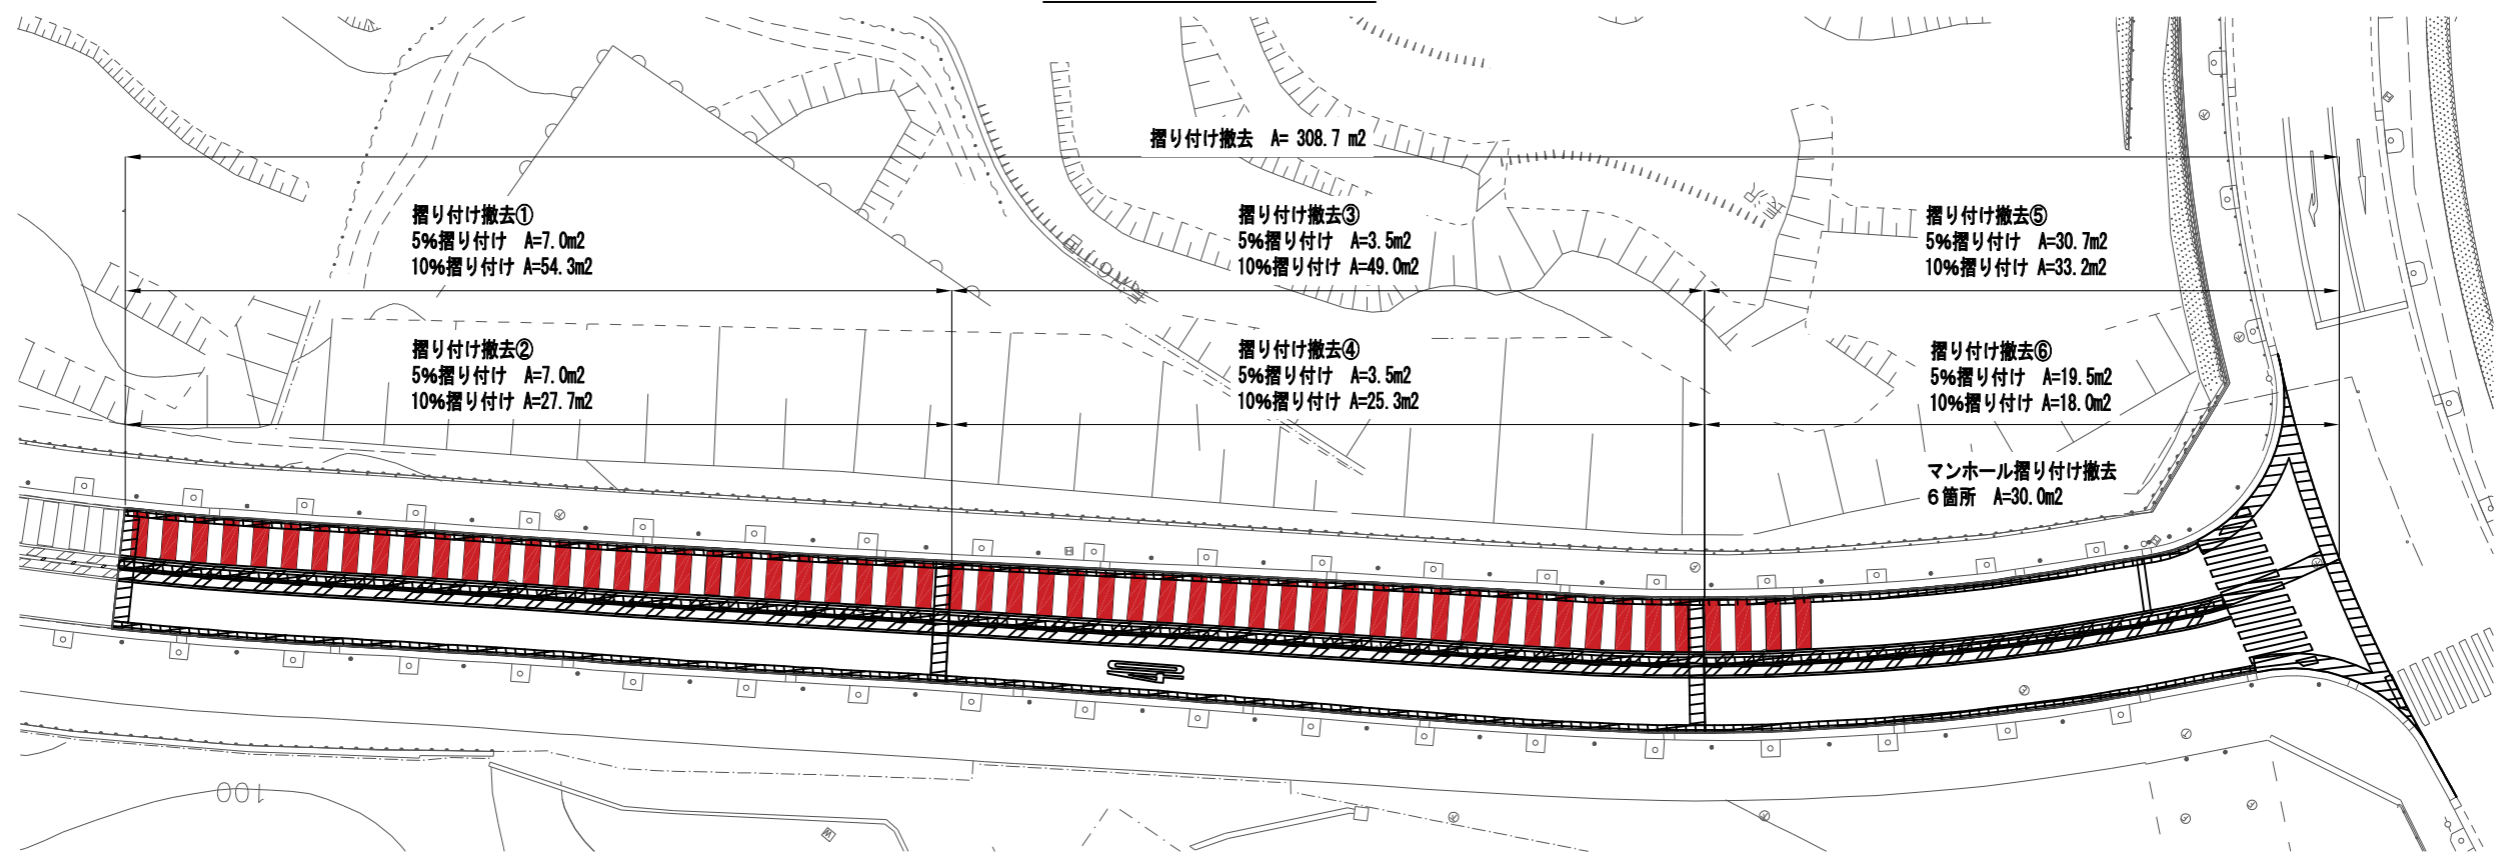 摺り付け撤去　A= 308.7 m2
摺り付け撤去①
5%摺り付け　A=7.0m2
10%摺り付け A=54.3m2
摺り付け撤去③
5%摺り付け　A=3.5m2
10%摺り付け A=49.0m2
摺り付け撤去⑤
5%摺り付け　A=30.7m2
10%摺り付け A=33.2m2
摺り付け撤去②
5%摺り付け　A=7.0m2
10%摺り付け A=27.7m2
摺り付け撤去④
5%摺り付け　A=3.5m2
10%摺り付け A=25.3m2
摺り付け撤去⑥
5%摺り付け　A=19.5m2
10%摺り付け A=18.0m2
マンホール摺り付け撤去
６箇所　A=30.0m2
100